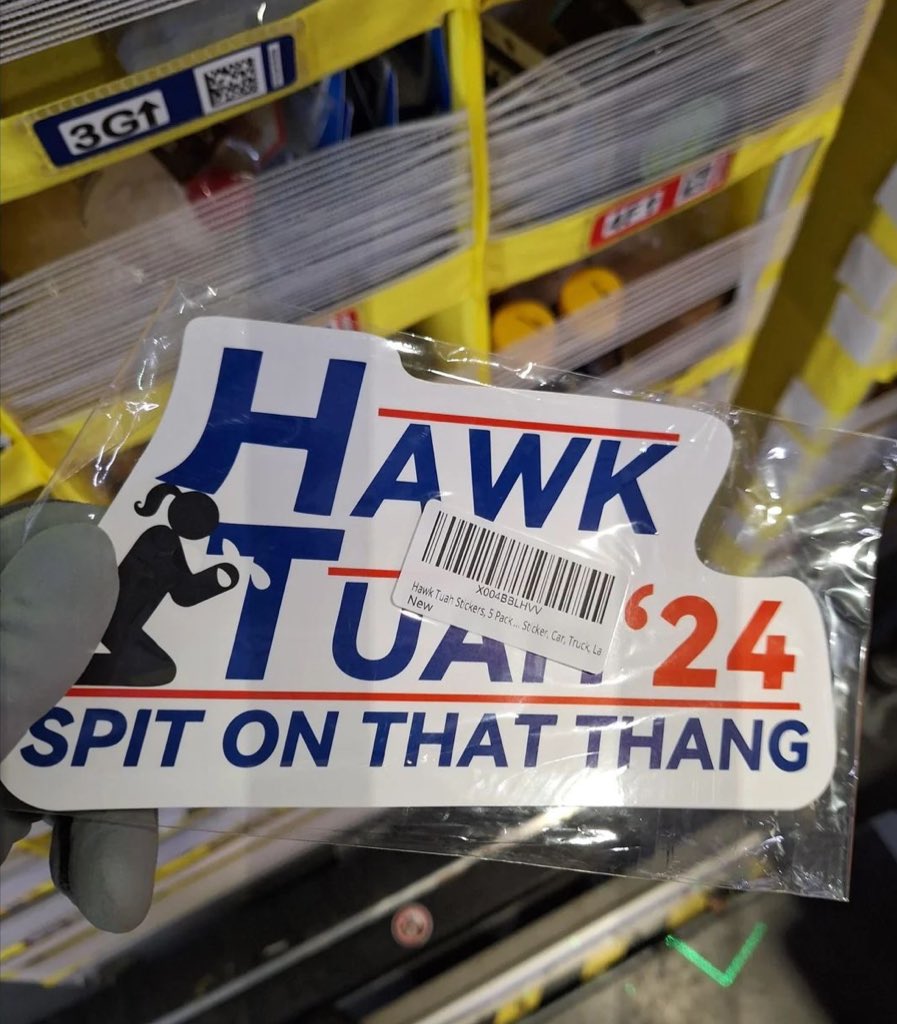 3G↑
HAWK
TUAH '24
X004BBLHVV
Hawk Tuah Stickers, 5 Pack ... Sticker, Car, Truck, La
New
SPIT ON THAT THANG